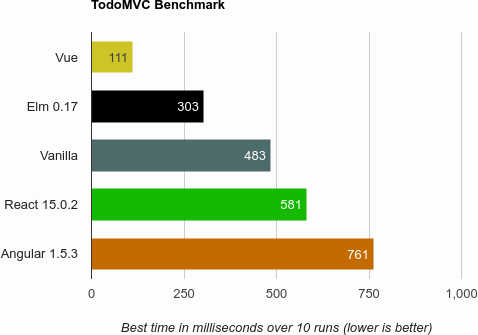 TodoMVC Benchmark
Vue 111
Elm 0.17 303
Vanilla 483
React 15.0.2 581
Angular 1.5.3 761
0 250 500 750 1,000
Best time in milliseconds over 10 runs (lower is better)